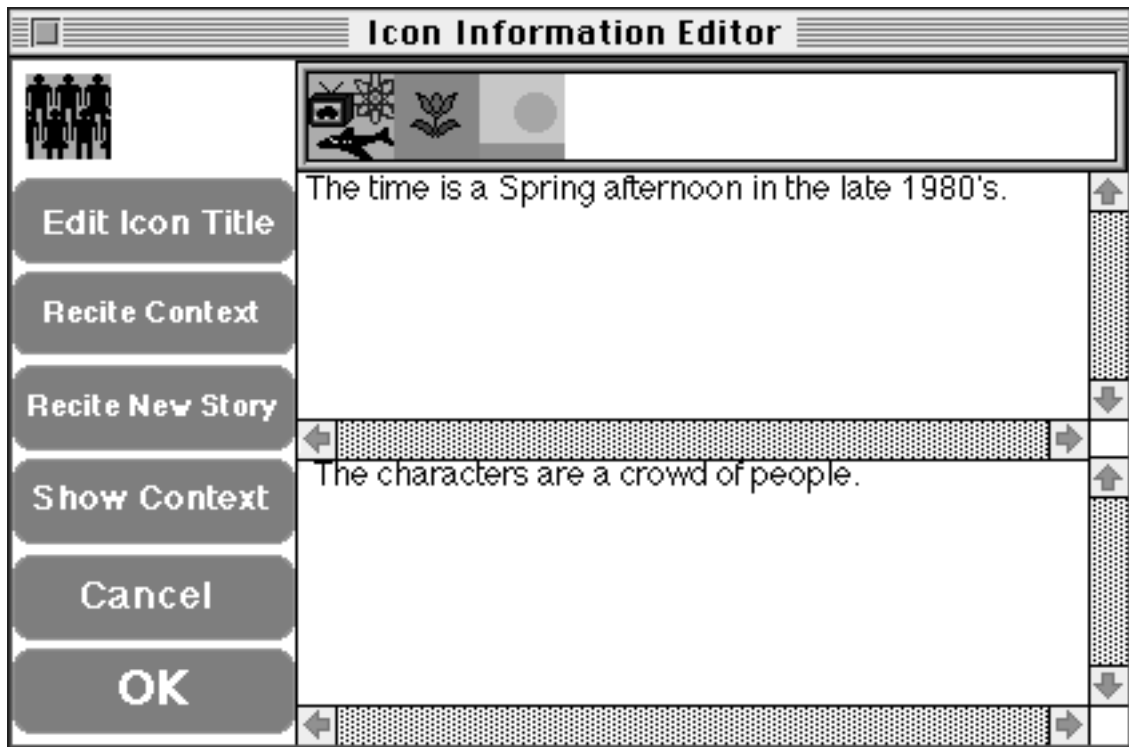 Icon Information Editor
The time is a Spring afternoon in the late 1980's.
Edit Icon Title
Recite Context
Recite New Story
Show Context
Cancel
OK
The characters are a crowd of people.